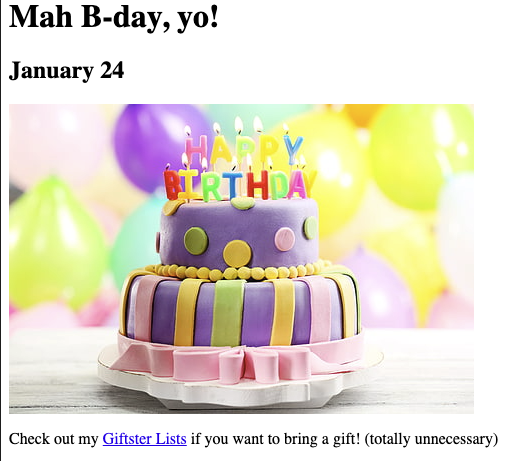 Mah B-day, yo!
January 24
HAPPY
BIRTHDAY
Check out my Giftster Lists if you want to bring a gift! (totally unnecessary)